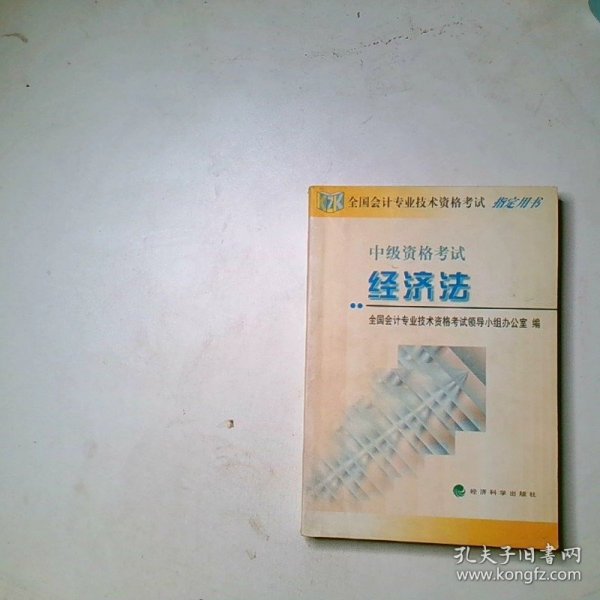 KZK 全国会计专业技术资格考试 指定用书
中级资格考试
经济法
全国会计专业技术资格考试领导小组办公室 编
经济科学出版社
孔夫子旧书网
www.kongfz.com